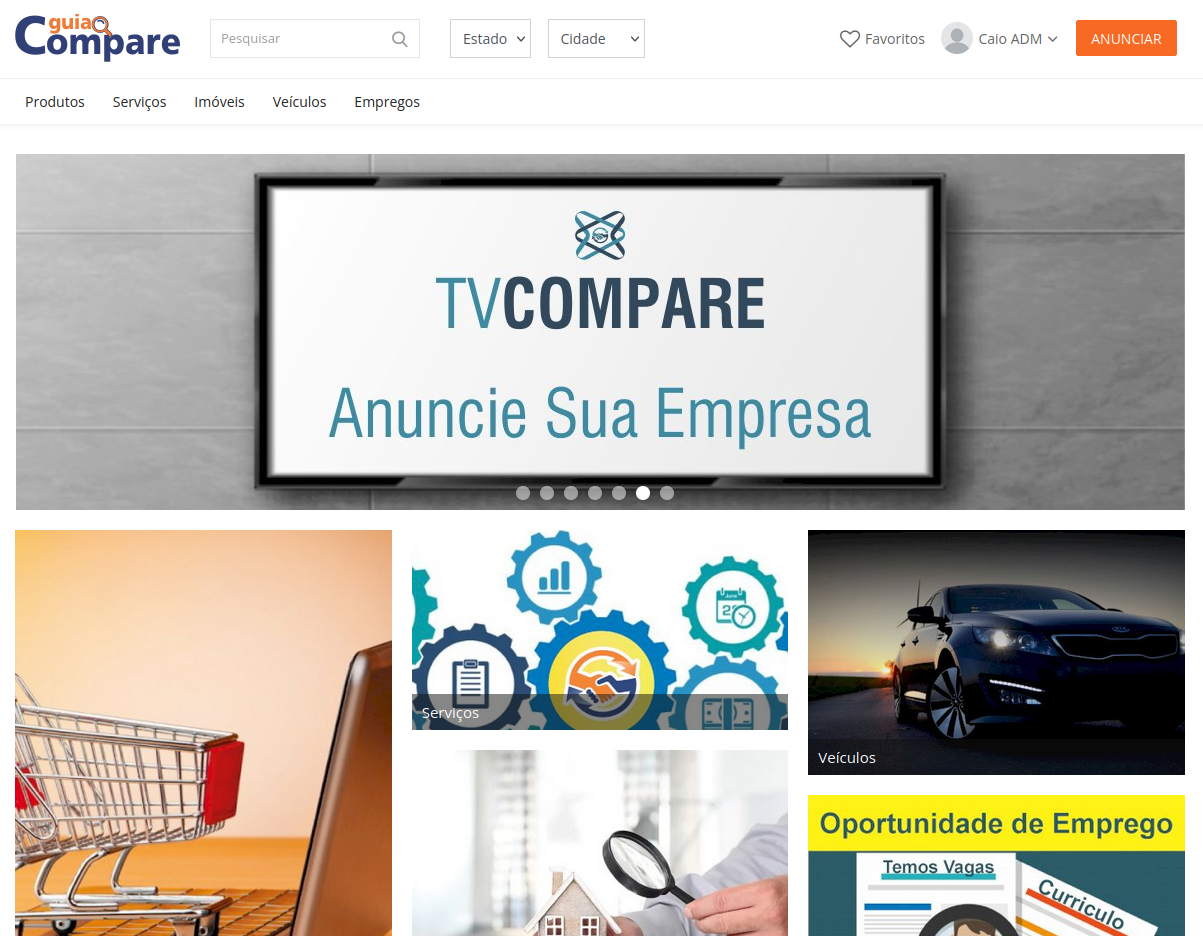 guia
Compare
Pesquisar
Estado
Cidade
Favoritos
Caio ADM
ANUNCIAR
Produtos
Serviços
Imóveis
Veículos
Empregos
TVCOMPARE
Anuncie Sua Empresa
Serviços
Veículos
Oportunidade de Emprego
Temos Vagas
Curriculo